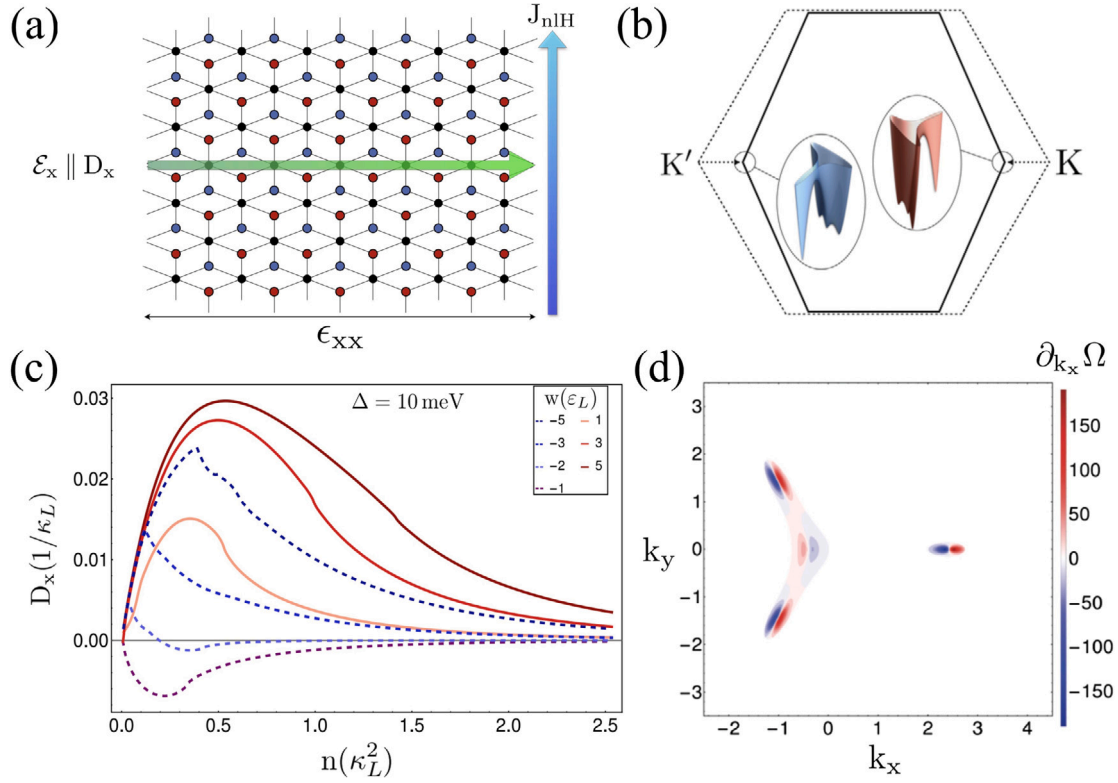 (a)
J_nlH
ℰ_x ∥ D_x
ϵ_xx
(b)
K′
K
(c)
Δ = 10 meV
w(ε_L)
−5 1
−3 3
−2 5
−1
0.03
0.02
0.01
0.00
D_x(1/κ_L)
0.0 0.5 1.0 1.5 2.0 2.5
n(κ_L^2)
(d)
∂_{k_x} Ω
3
2
1
0
−1
−2
−3
k_y
−2 −1 0 1 2 3 4
k_x
150
100
50
0
−50
−100
−150